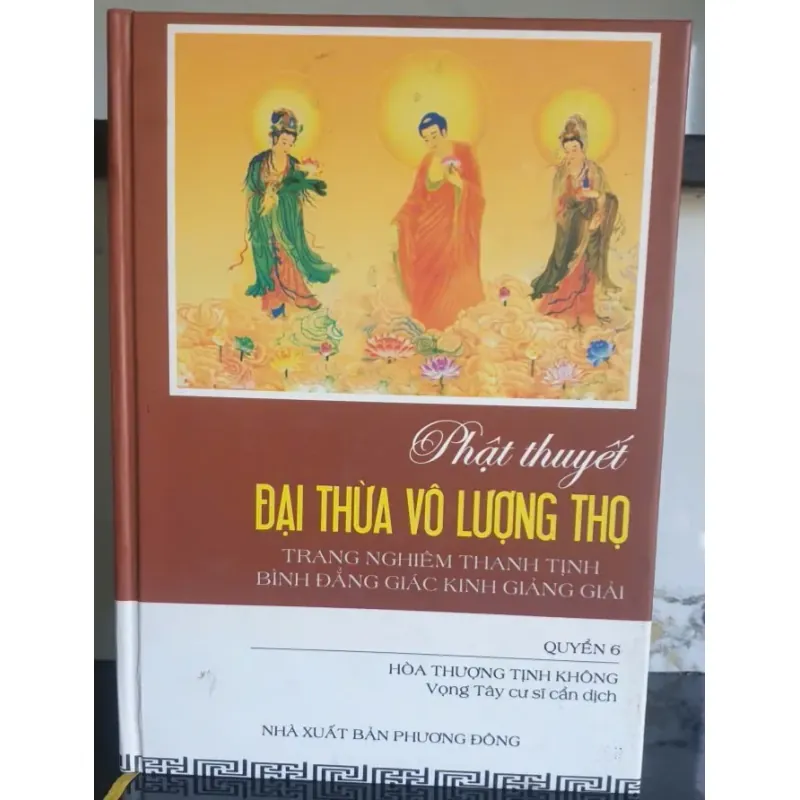 Phật thuyết
ĐẠI THỪA VÔ LƯỢNG THỌ
TRANG NGHIÊM THANH TỊNH
BÌNH ĐẲNG GIÁC KINH GIẢNG GIẢI
QUYỂN 6
HÒA THƯỢNG TỊNH KHÔNG
Vọng Tây cư sĩ cẩn dịch
NHÀ XUẤT BẢN PHƯƠNG ĐÔNG